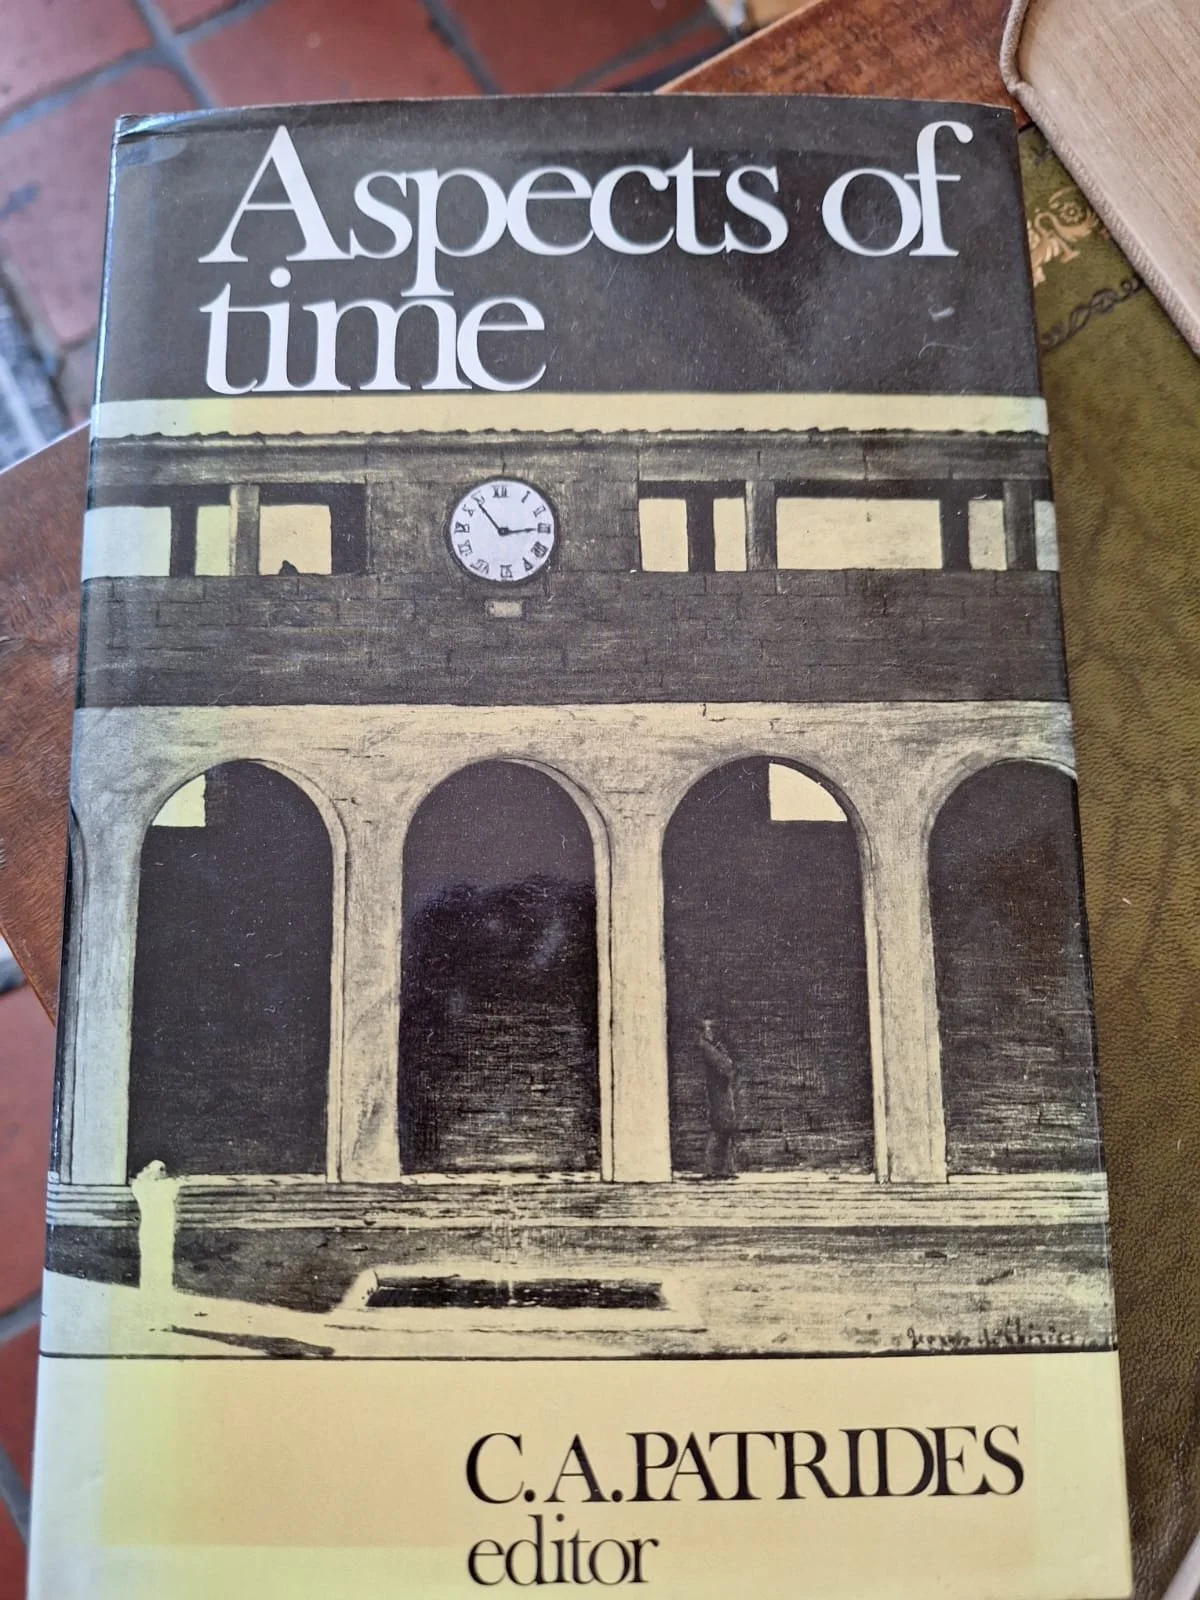 Aspects of
time
C.A.PATRIDES
editor